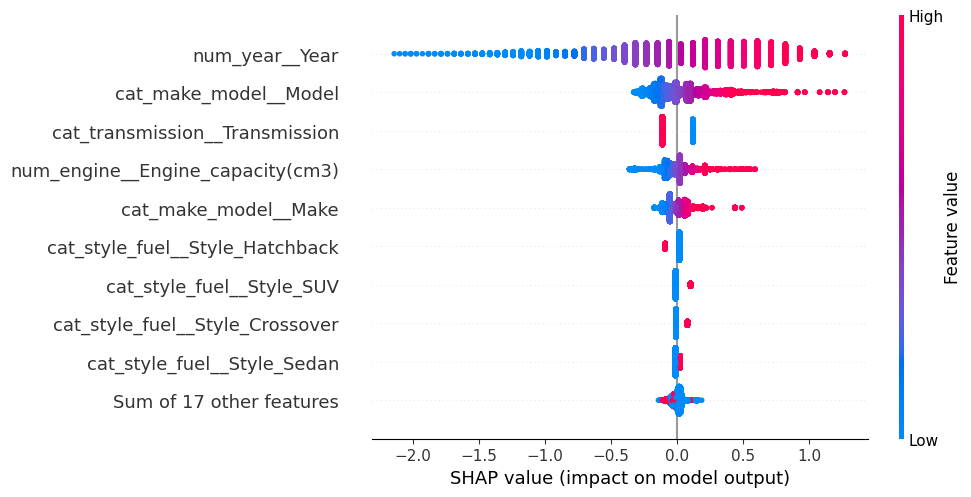 High
num_year__Year
cat_make_model__Model
cat_transmission__Transmission
num_engine__Engine_capacity(cm3)
cat_make_model__Make
cat_style_fuel__Style_Hatchback
cat_style_fuel__Style_SUV
cat_style_fuel__Style_Crossover
cat_style_fuel__Style_Sedan
Sum of 17 other features
Feature value
Low
−2.0 −1.5 −1.0 −0.5 0.0 0.5 1.0
SHAP value (impact on model output)